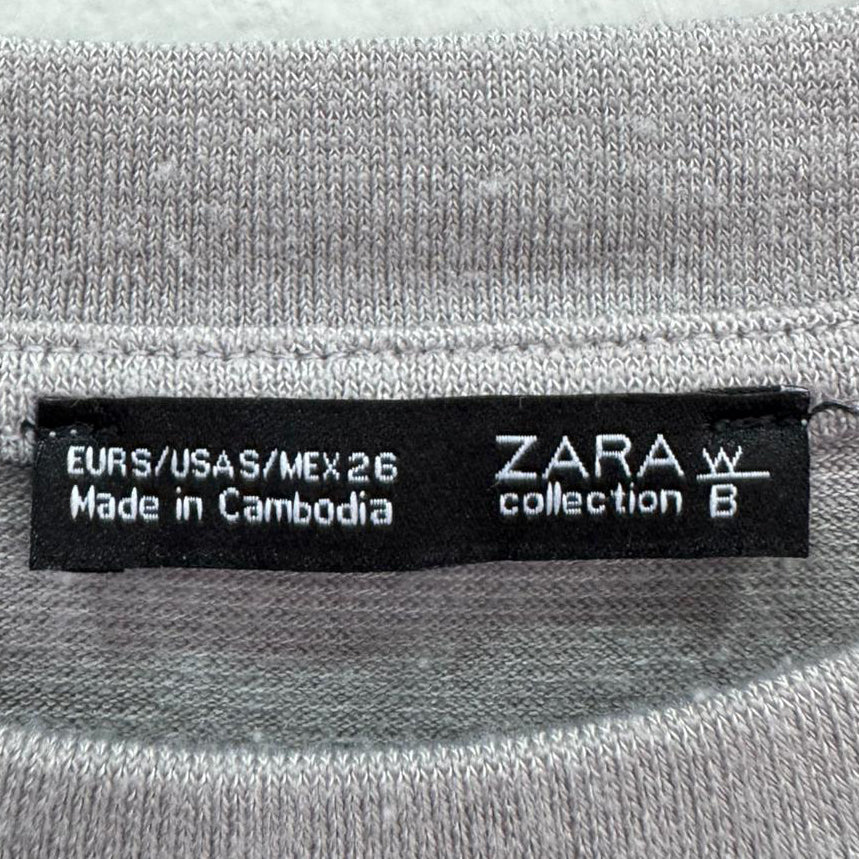 EUR S/USA S/MEX 26
Made in Cambodia
ZARA W
collection B